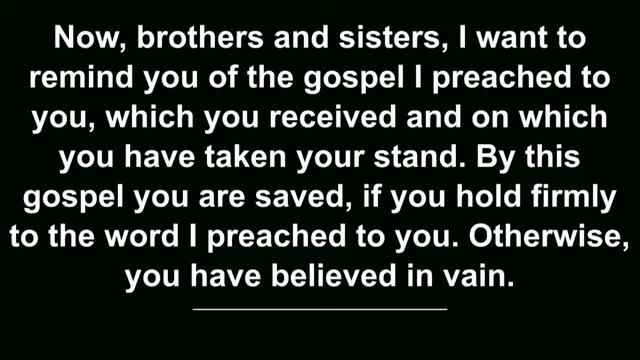 Now, brothers and sisters, I want to
remind you of the gospel I preached to
you, which you received and on which
you have taken your stand. By this
gospel you are saved, if you hold firmly
to the word I preached to you. Otherwise,
you have believed in vain.